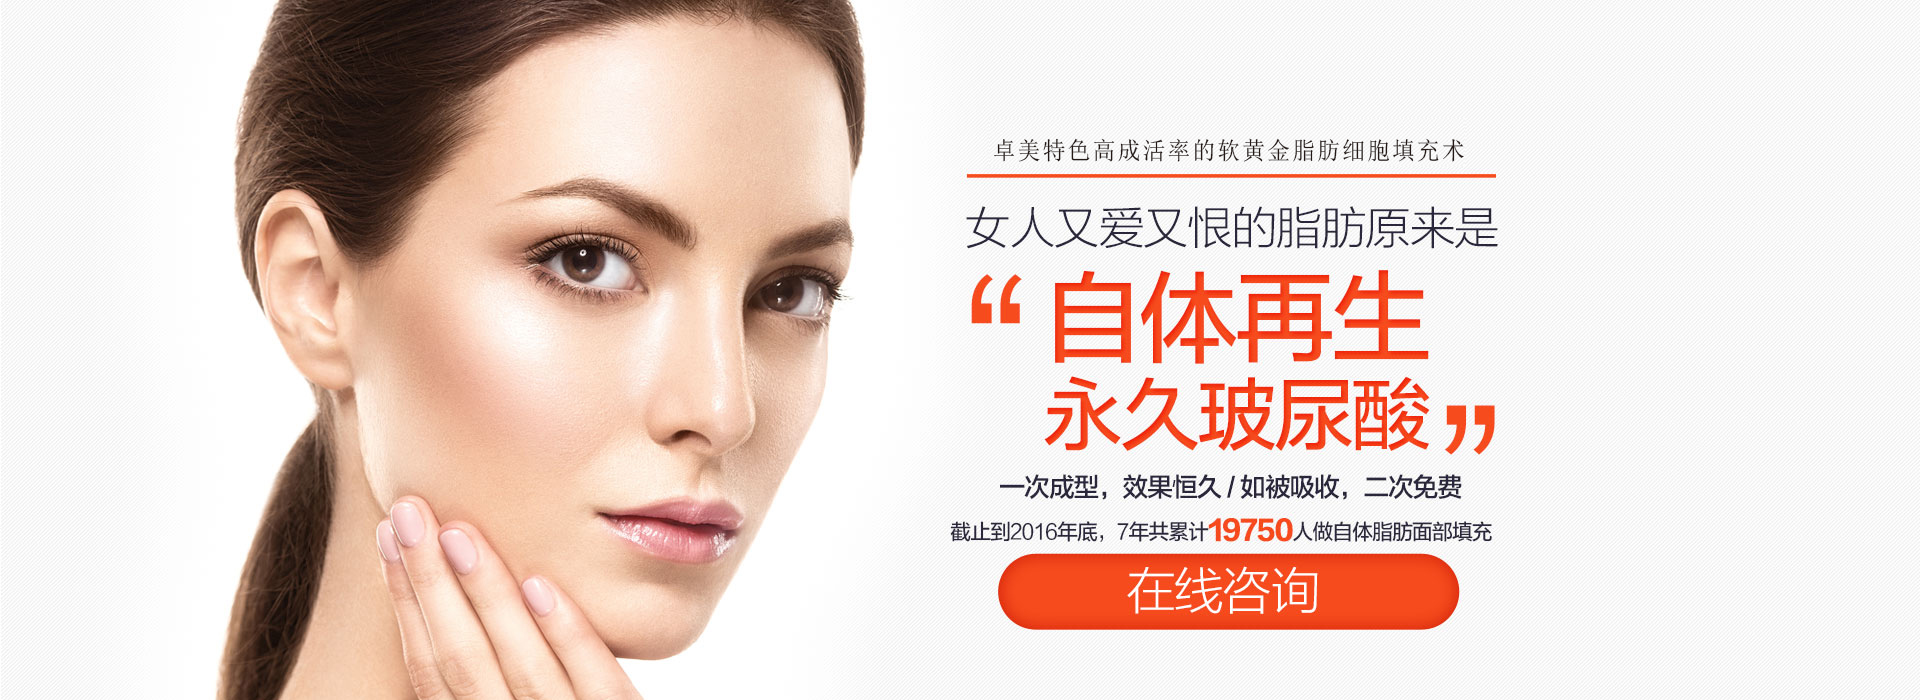 卓美特色高成活率的软黄金脂肪细胞填充术
女人又爱又恨的脂肪原来是
“自体再生
永久玻尿酸”
一次成型，效果恒久 / 如被吸收，二次免费
截止到2016年底，7年共累计19750人做自体脂肪面部填充
在线咨询